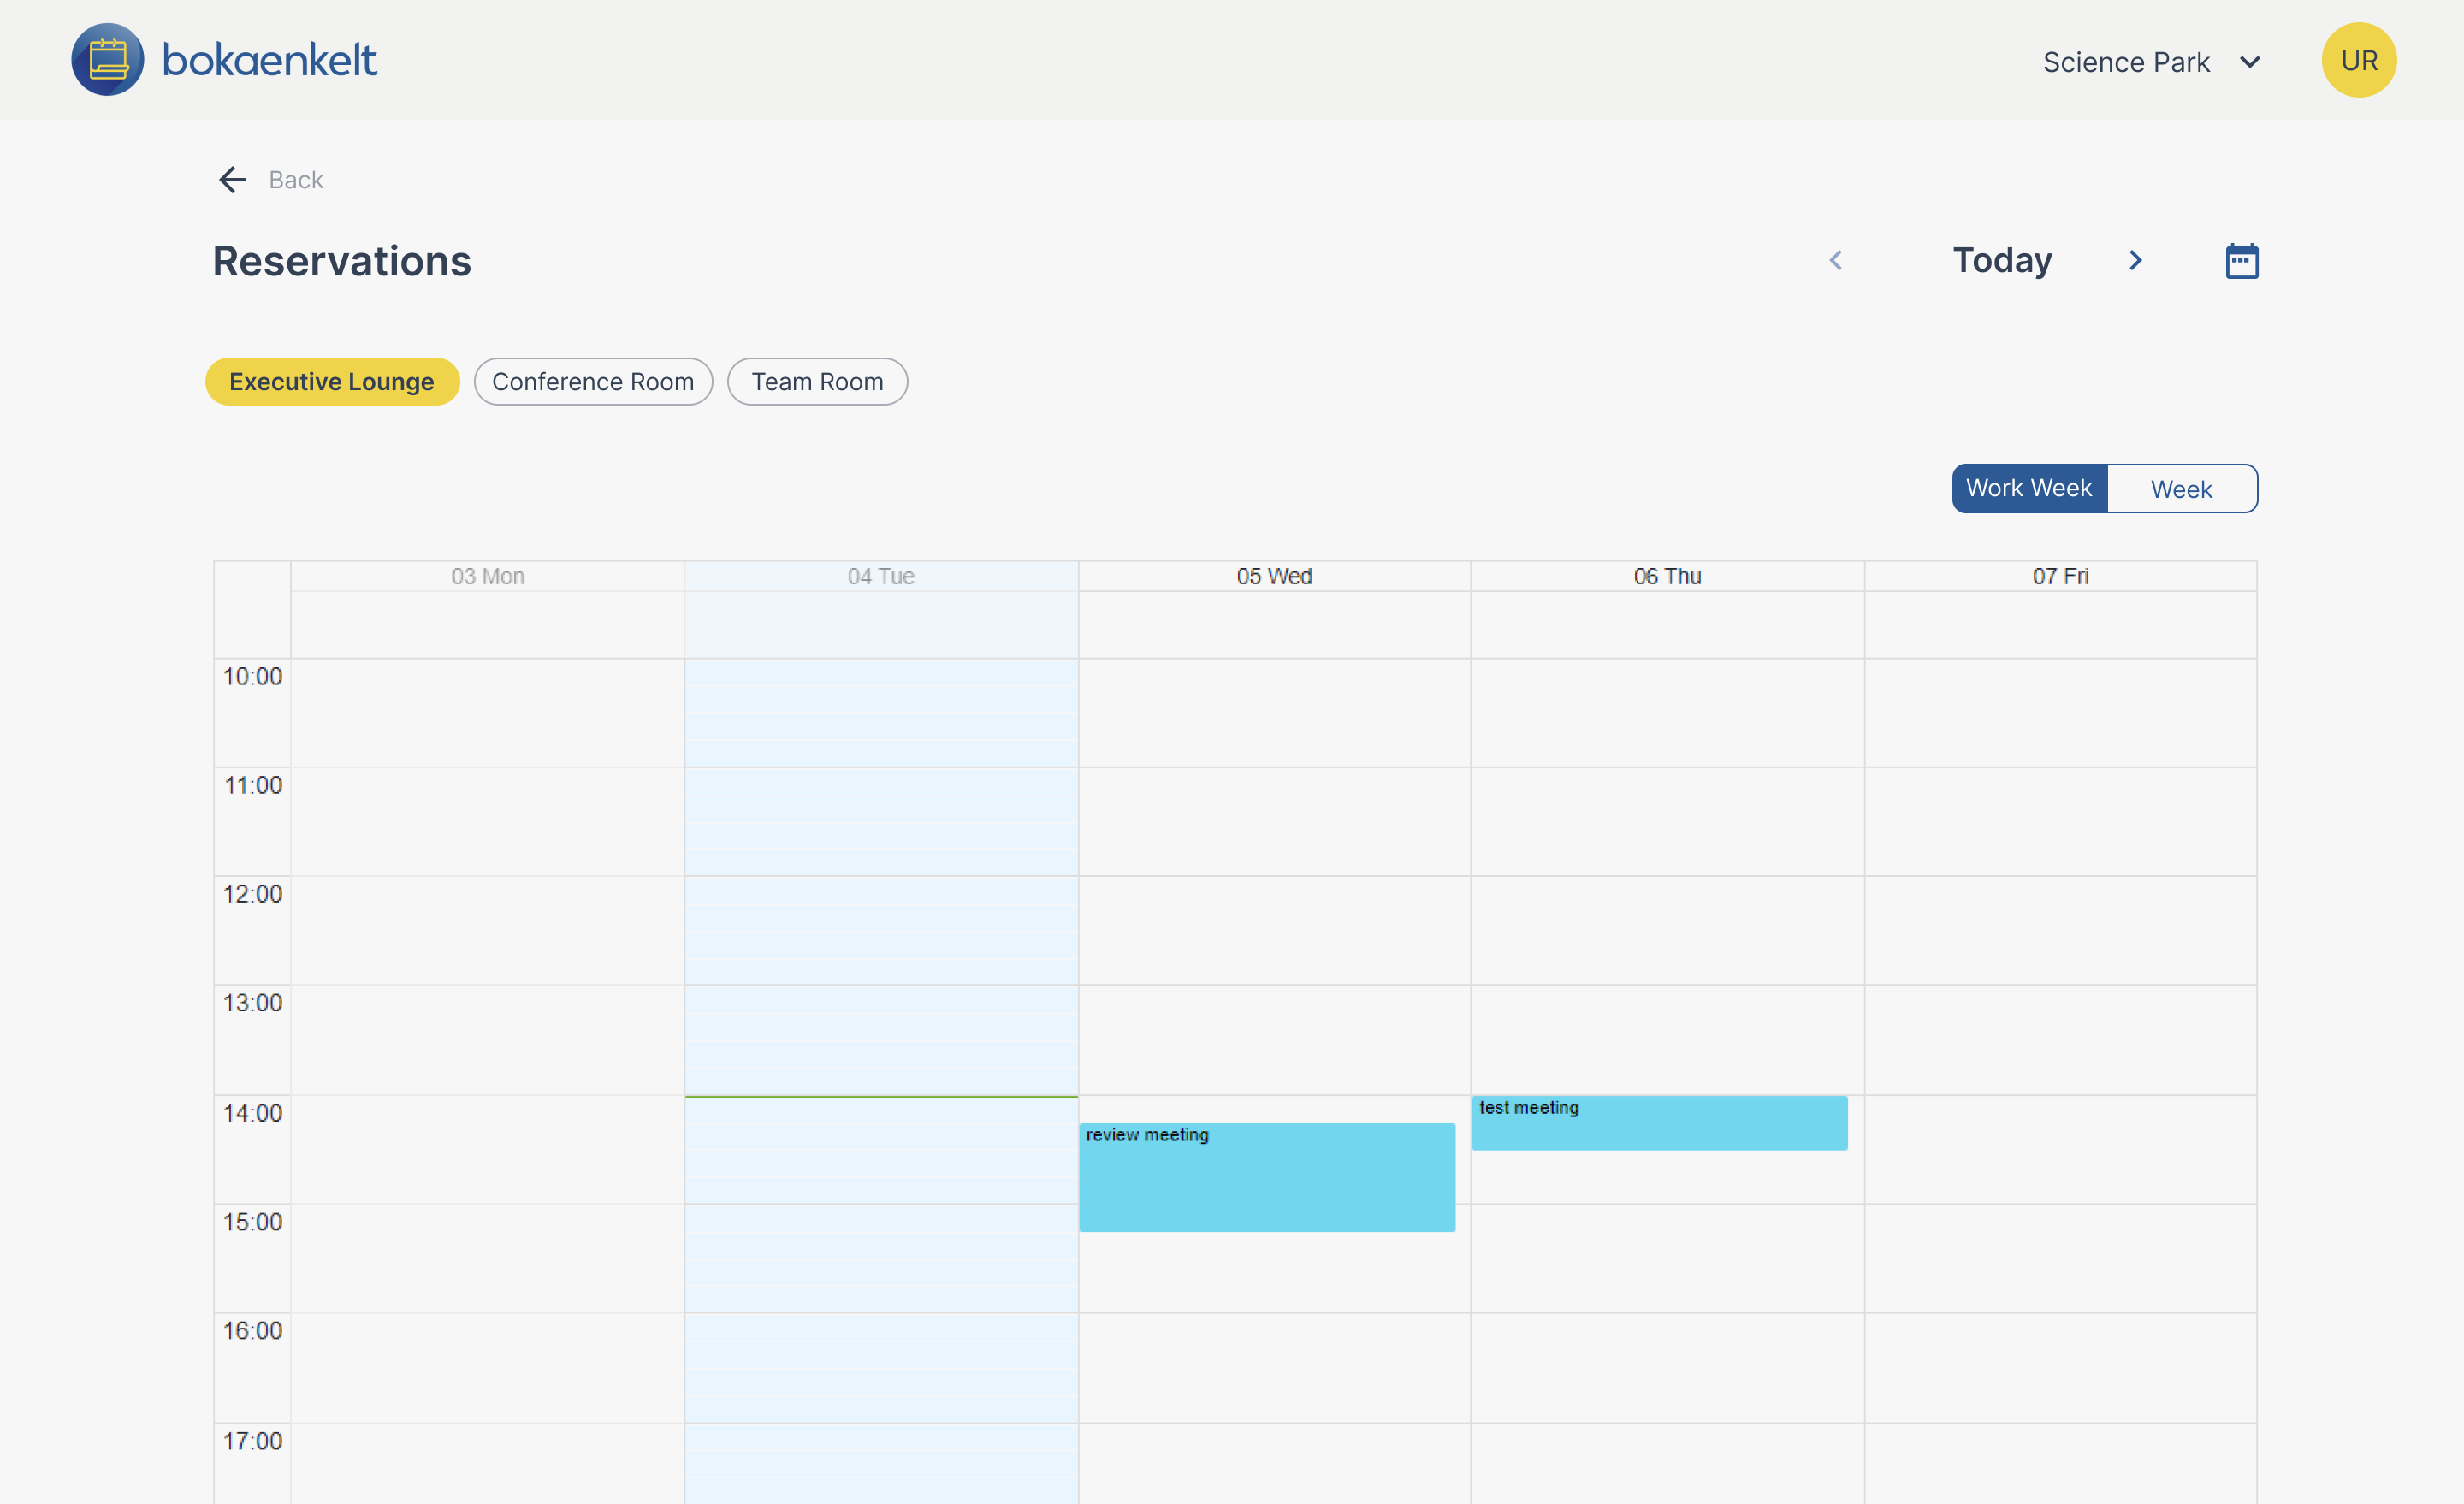 bokaenkelt
Science Park
UR
Back
Reservations
Today
Executive Lounge
Conference Room
Team Room
Work Week
Week
03 Mon
04 Tue
05 Wed
06 Thu
07 Fri
10:00
11:00
12:00
13:00
14:00
test meeting
review meeting
15:00
16:00
17:00